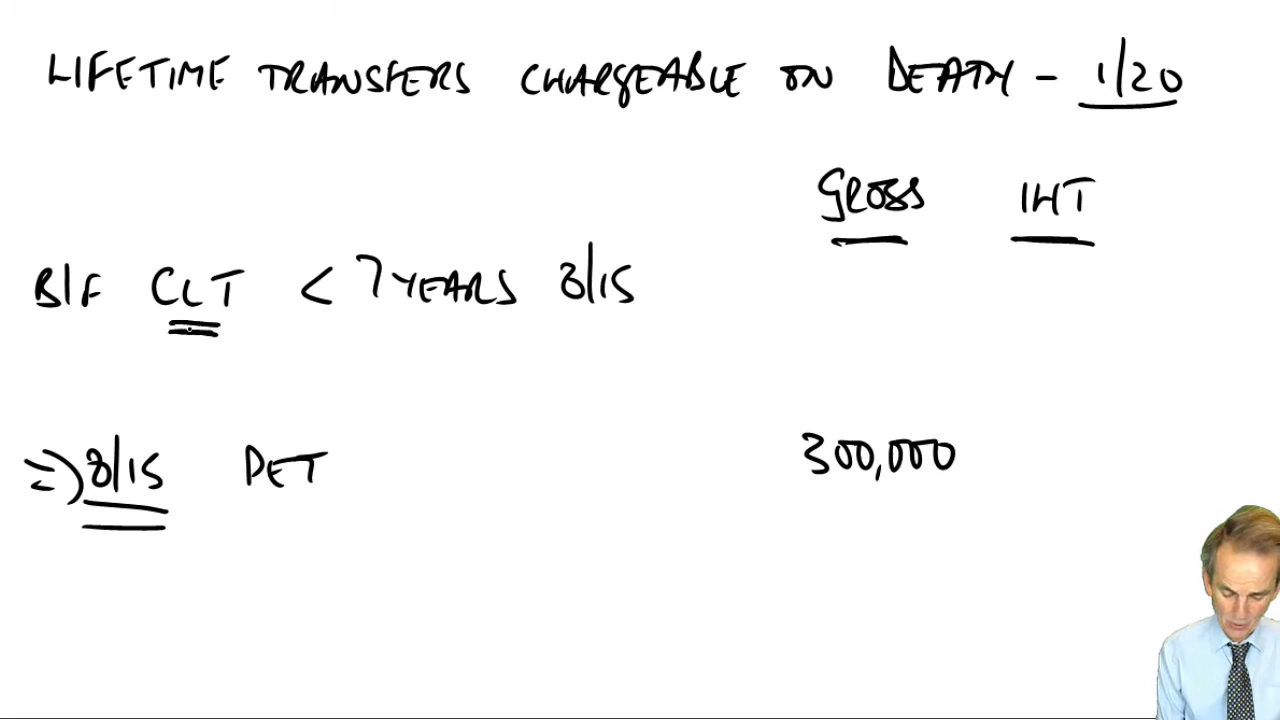 LIFETIME TRANSFERS CHARGEABLE ON DEATH - 1/20
GROSS IHT
B/F CLT < 7 YEARS 8/15
=> 8/15 PET 300,000